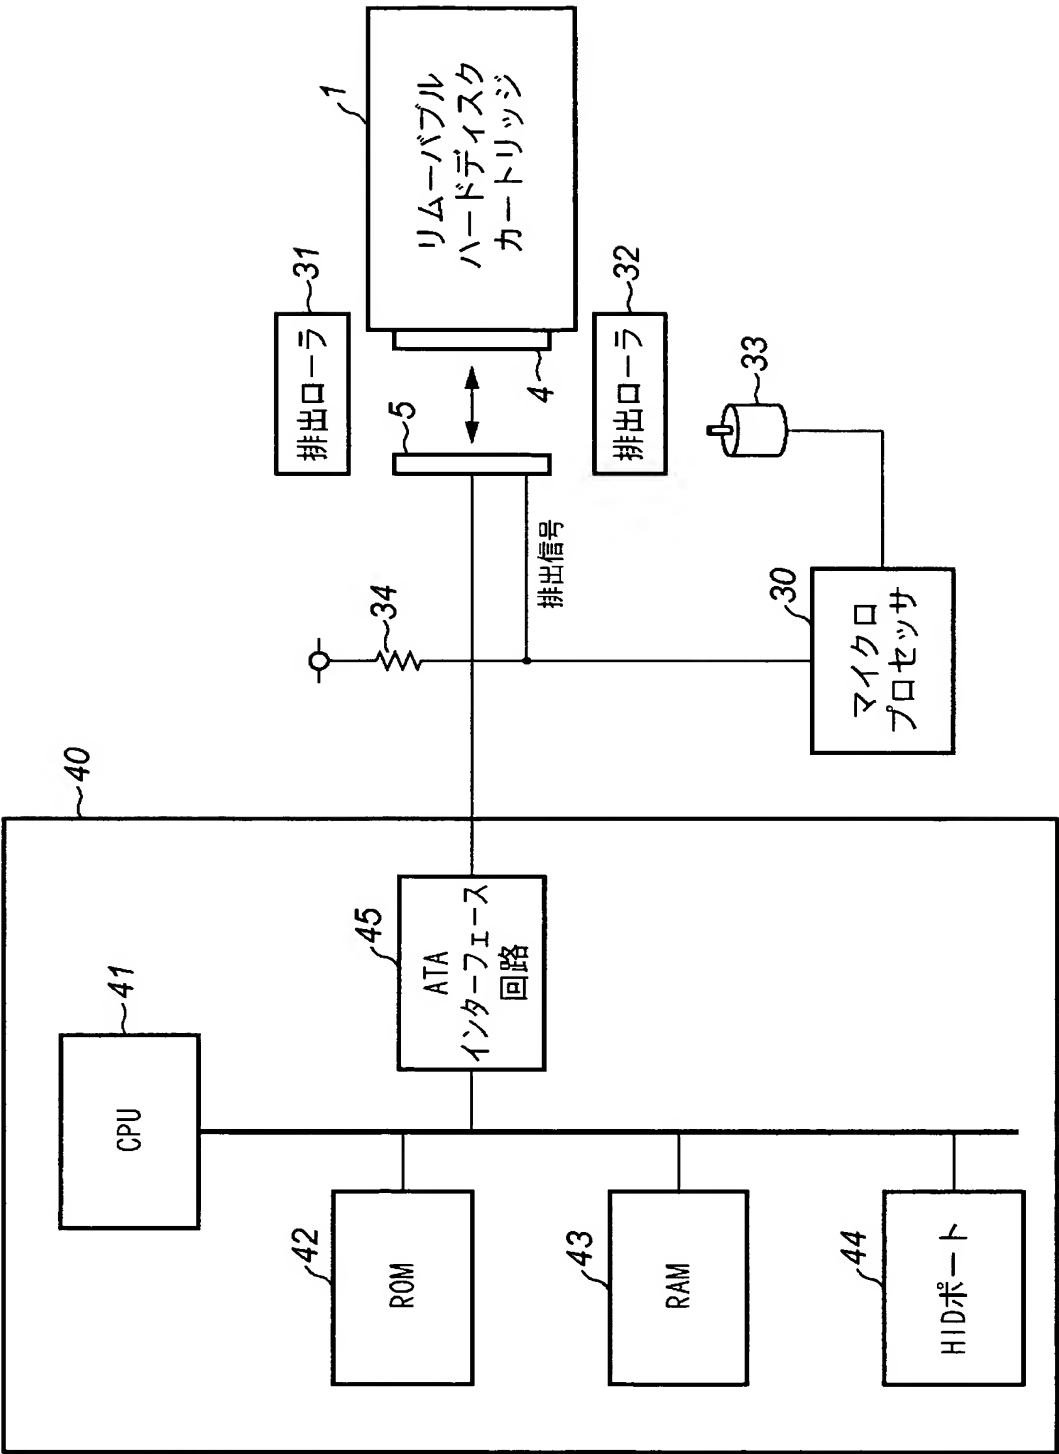 40
41
CPU
42
ROM
43
RAM
44
HIDポート
45
ATA
インターフェース
回路
34
排出信号
30
マイクロ
プロセッサ
31
排出ローラ
5
4
32
排出ローラ
33
1
リムーバブル
ハードディスク
カートリッジ